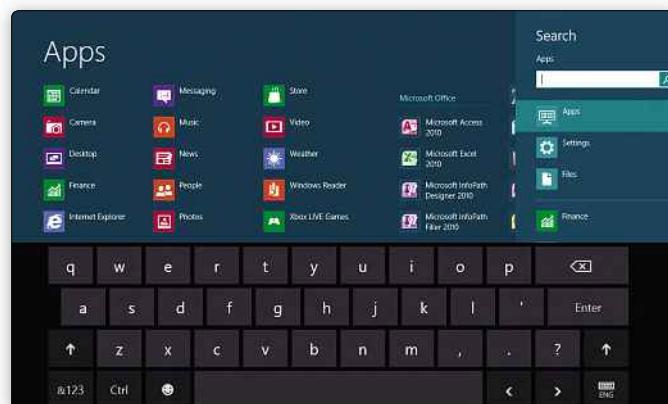 Apps
Calendar
Camera
Desktop
Finance
Internet Explorer
Messaging
Music
News
People
Photos
Store
Video
Weather
Windows Reader
Xbox LIVE Games
Microsoft Office
Microsoft Access
2010
Microsoft Excel
2010
Microsoft InfoPath
Designer 2010
Microsoft InfoPath
Filler 2010
Search
Apps
Apps
Settings
Files
Finance
q w e r t y u i o p
a s d f g h j k l ' Enter
z x c v b n m , . ?
&123 Ctrl < > ENG